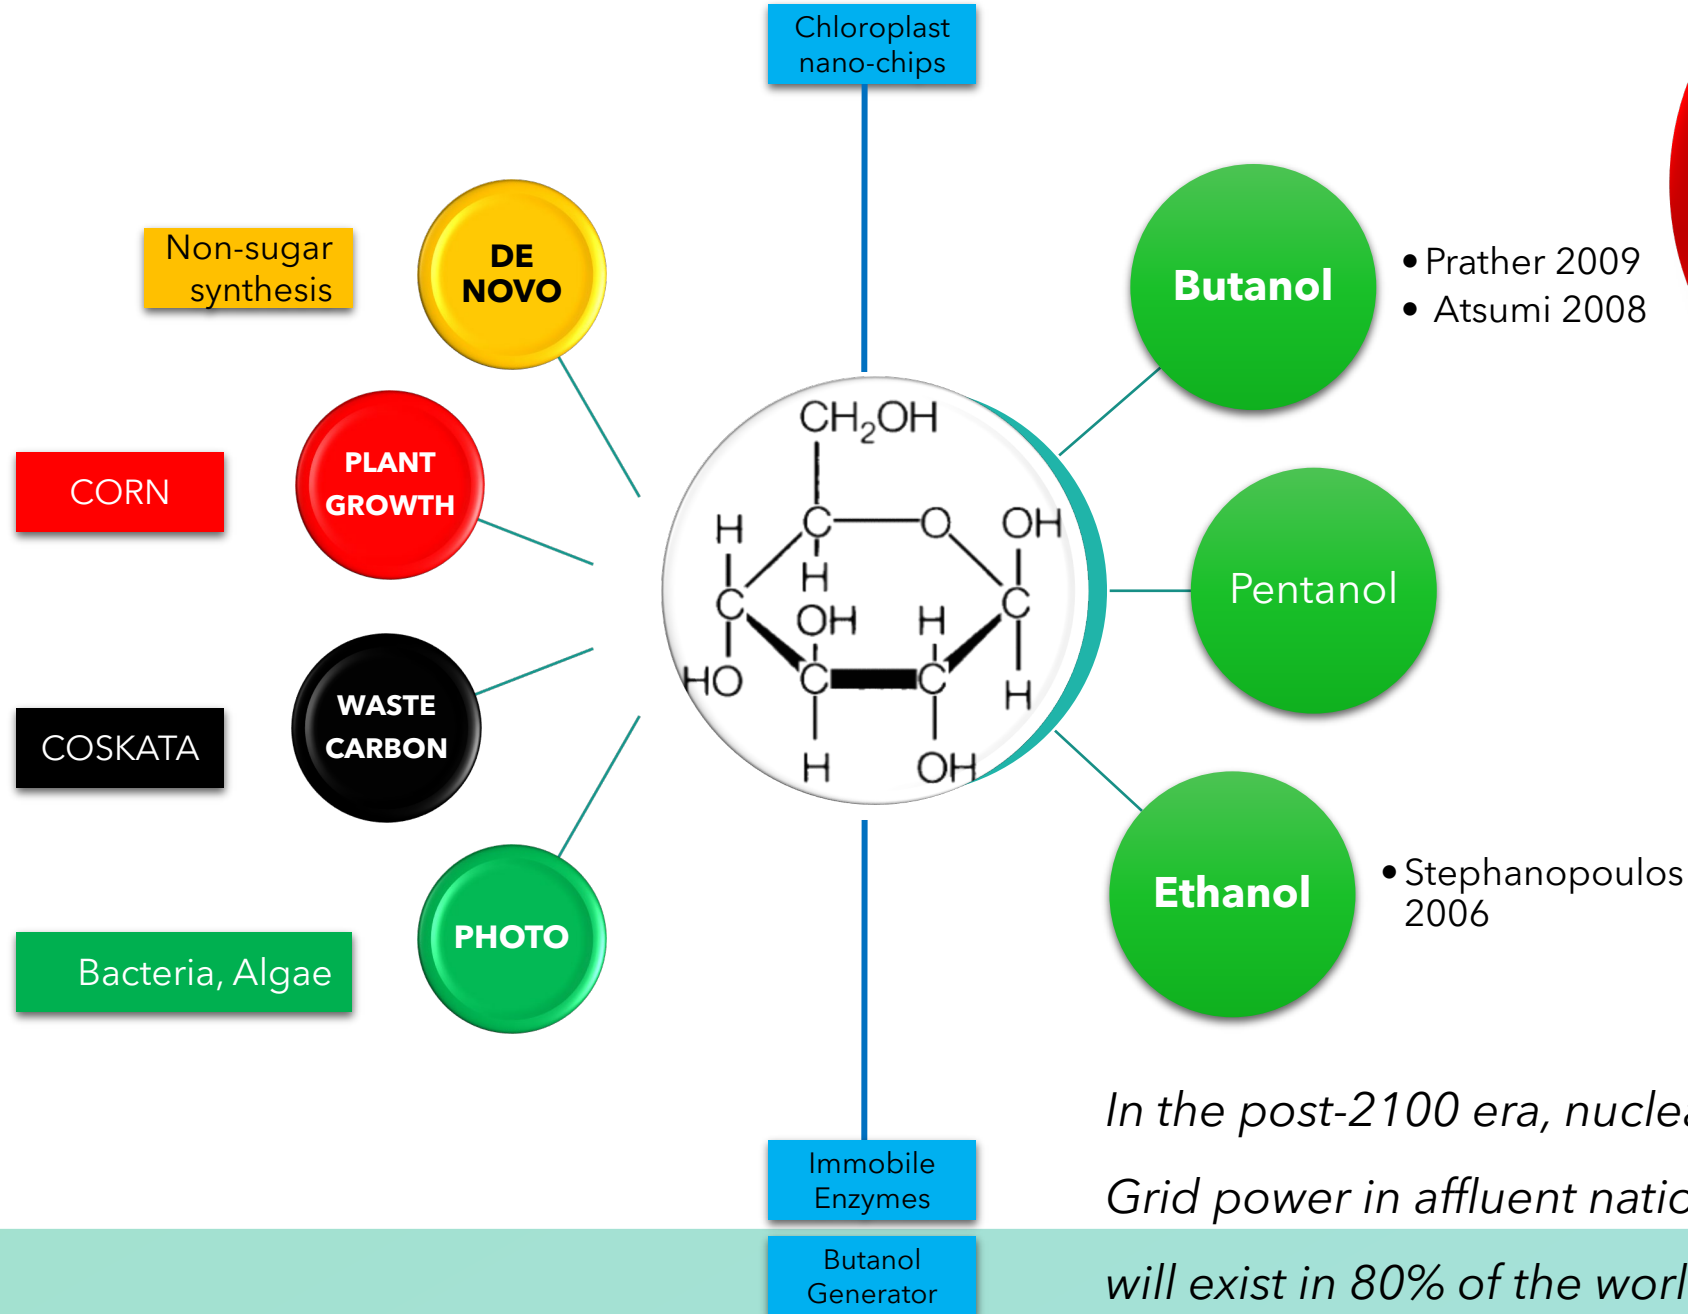 Chloroplast
nano-chips
Non-sugar
synthesis
DE
NOVO
CORN
PLANT
GROWTH
COSKATA
WASTE
CARBON
Bacteria, Algae
PHOTO
CH₂OH
H
C
O
OH
H
C
C
OH
H
HO
C
C
H
H
OH
Butanol
• Prather 2009
• Atsumi 2008
Pentanol
Ethanol
• Stephanopoulos
2006
Immobile
Enzymes
Butanol
Generator
In the post-2100 era,
Grid power in affluent
will exist in 80% of the